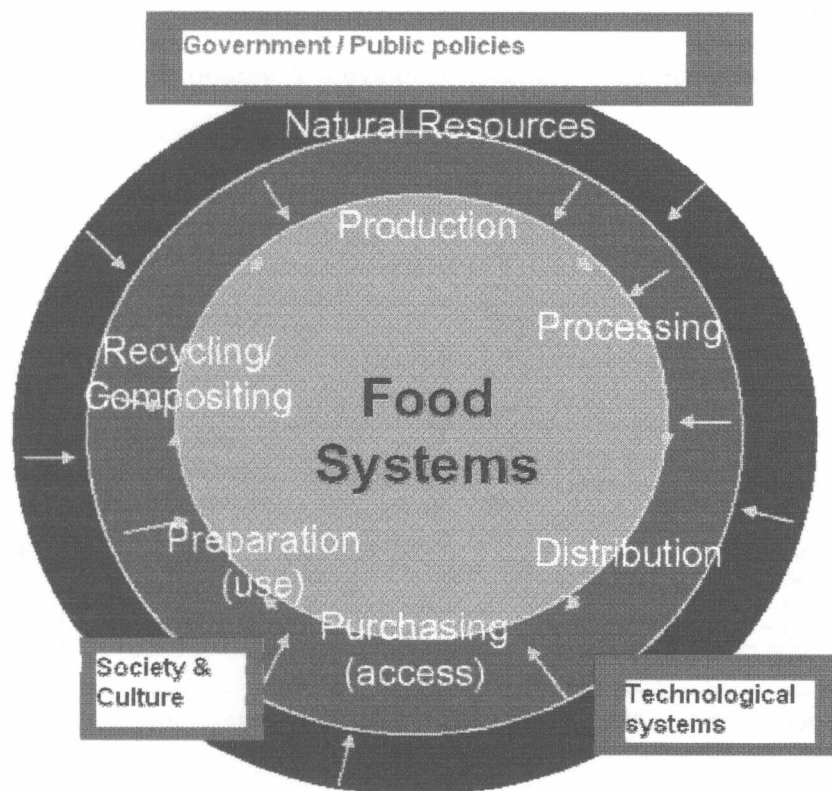 Government / Public policies
Natural Resources
Production
Processing
Recycling/
Compositing
Food
Systems
Preparation
(use)
Distribution
Purchasing
(access)
Society &
Culture
Technological
systems